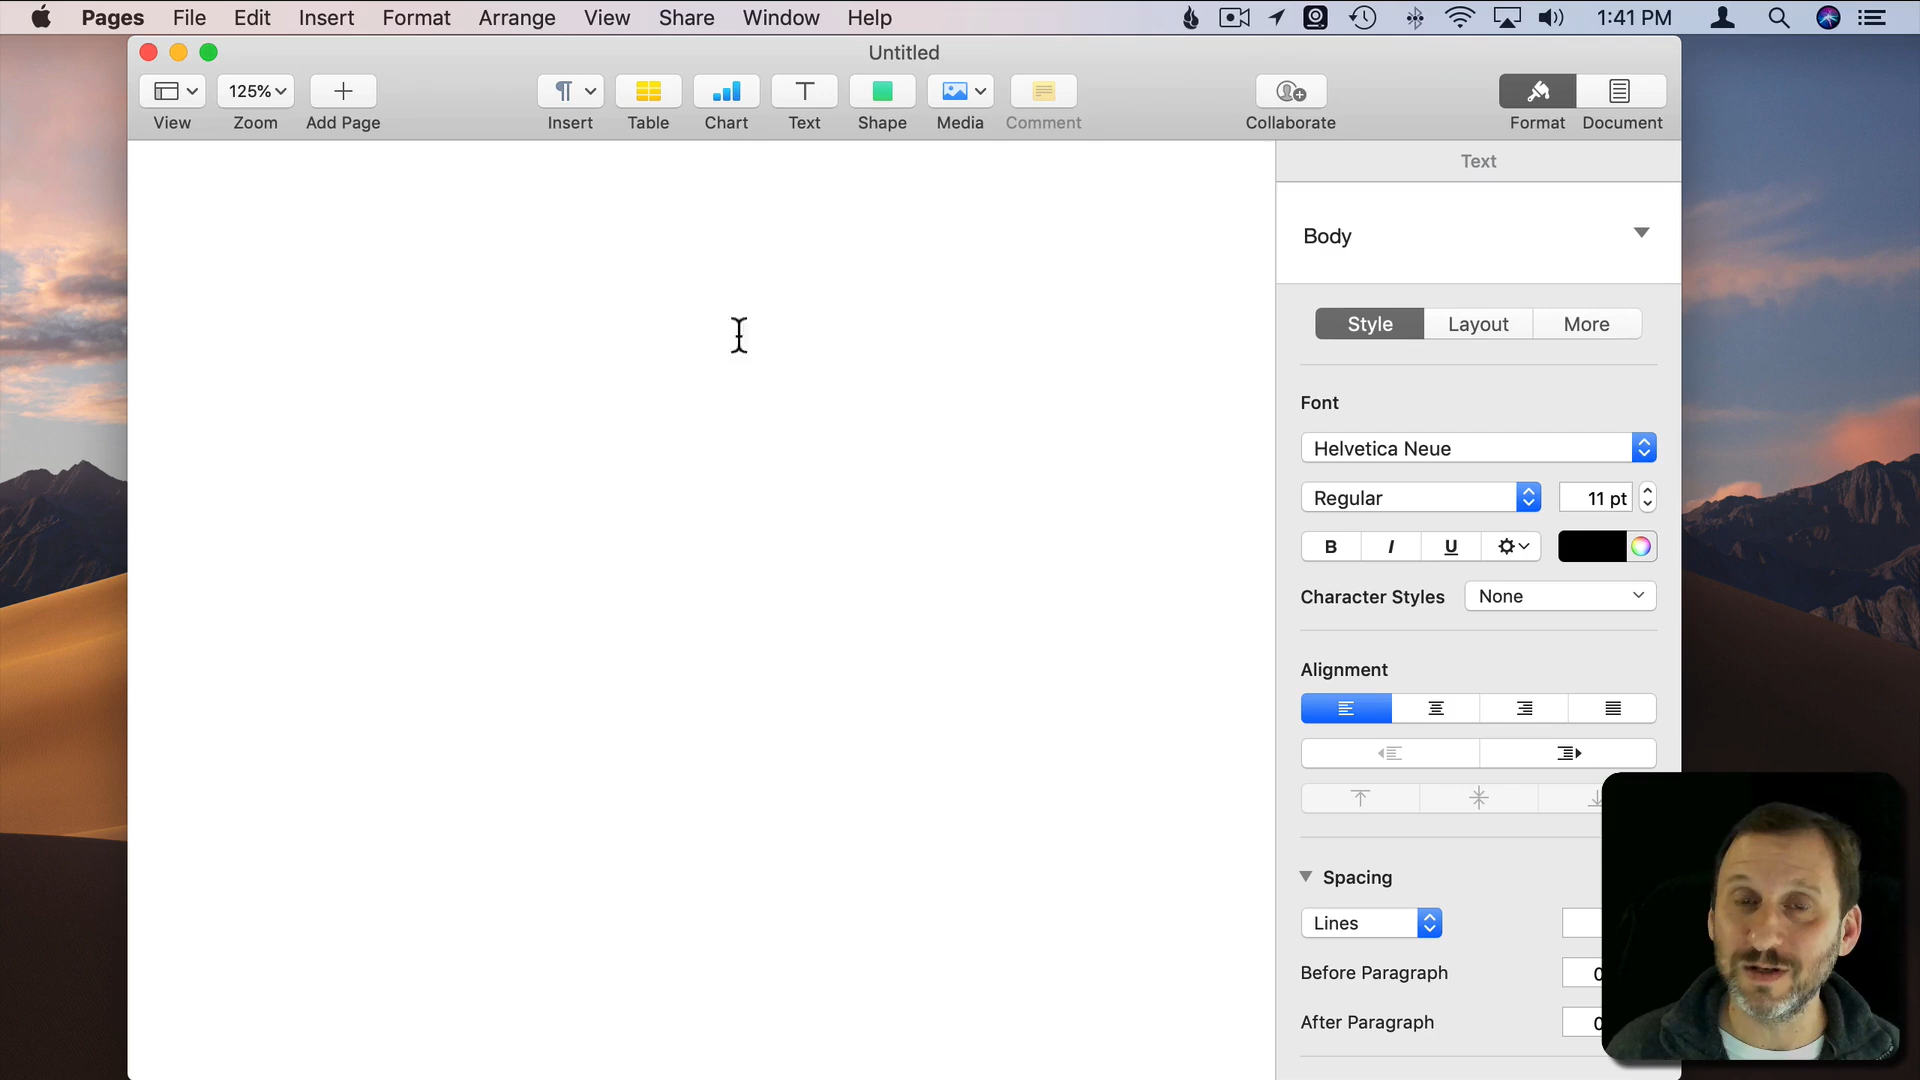 Pages File Edit Insert Format Arrange View Share Window Help 1:41 PM
Untitled
125%
View Zoom Add Page Insert Table Chart Text Shape Media Comment Collaborate Format Document
Text
Body
Style Layout More
Font
Helvetica Neue
Regular 11 pt
B I U
Character Styles None
Alignment
Spacing
Lines
Before Paragraph 0
After Paragraph 0